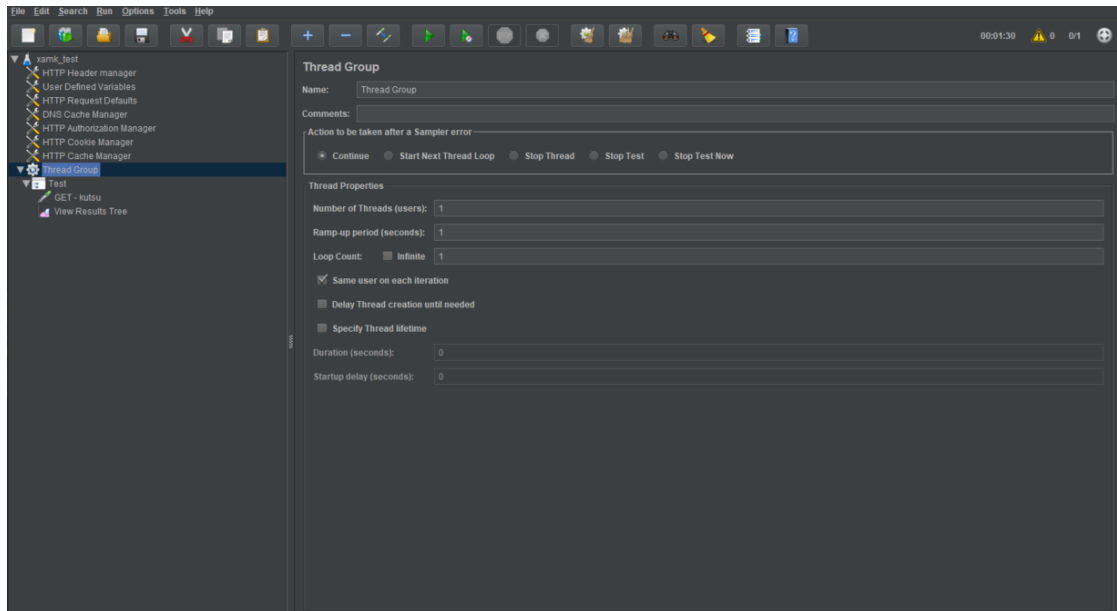 File Edit Search Run Options Tools Help
00:01:30 0 0/1
xamk_test
HTTP Header manager
User Defined Variables
HTTP Request Defaults
DNS Cache Manager
HTTP Authorization Manager
HTTP Cookie Manager
HTTP Cache Manager
Thread Group
Test
GET - kutsu
View Results Tree
Thread Group
Name: Thread Group
Comments:
Action to be taken after a Sampler error
Continue Start Next Thread Loop Stop Thread Stop Test Stop Test Now
Thread Properties
Number of Threads (users): 1
Ramp-up period (seconds): 1
Loop Count: Infinite 1
Same user on each iteration
Delay Thread creation until needed
Specify Thread lifetime
Duration (seconds): 0
Startup delay (seconds): 0